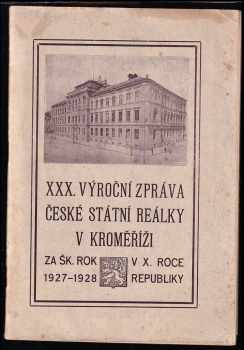 XXX. VÝROČNÍ ZPRÁVA
ČESKÉ STÁTNÍ REÁLKY
V KROMĚŘÍŽI
ZA ŠK. ROK V X. ROCE
1927-1928 REPUBLIKY